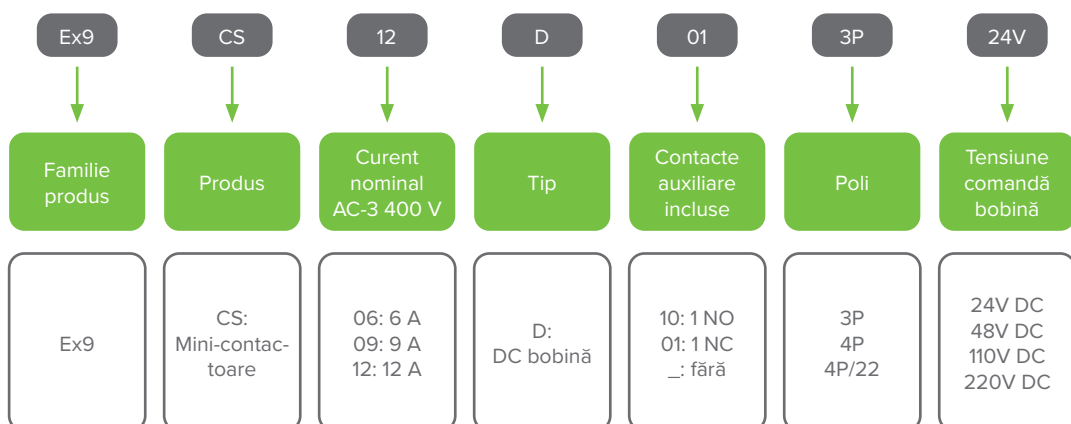 Ex9
CS
12
D
01
3P
24V
Familie
produs
Produs
Curent
nominal
AC-3 400 V
Tip
Contacte
auxiliare
incluse
Poli
Tensiune
comandă
bobină
Ex9
CS:
Mini-contac-
toare
06: 6 A
09: 9 A
12: 12 A
D:
DC bobină
10: 1 NO
01: 1 NC
_: fără
3P
4P
4P/22
24V DC
48V DC
110V DC
220V DC